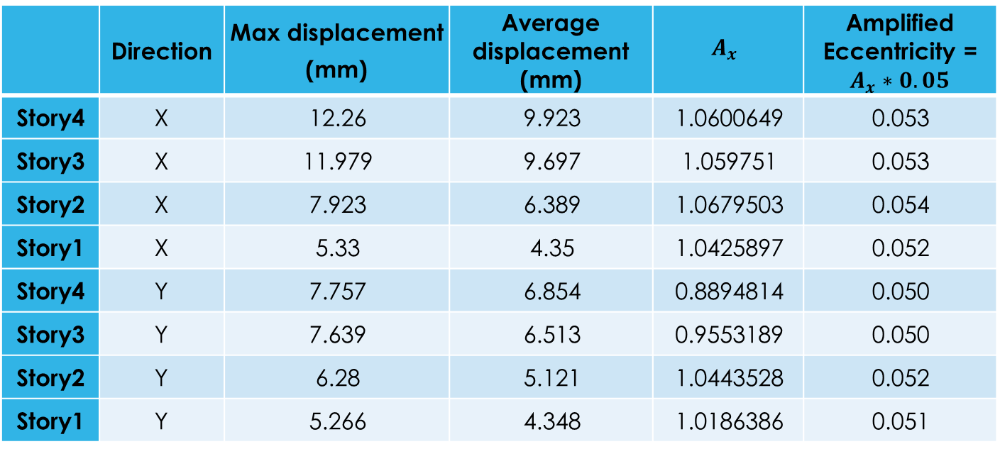 Direction Max displacement (mm) Average displacement (mm) Aₓ Amplified Eccentricity = Aₓ * 0.05
Story4 X 12.26 9.923 1.0600649 0.053
Story3 X 11.979 9.697 1.059751 0.053
Story2 X 7.923 6.389 1.0679503 0.054
Story1 X 5.33 4.35 1.0425897 0.052
Story4 Y 7.757 6.854 0.8894814 0.050
Story3 Y 7.639 6.513 0.9553189 0.050
Story2 Y 6.28 5.121 1.0443528 0.052
Story1 Y 5.266 4.348 1.0186386 0.051